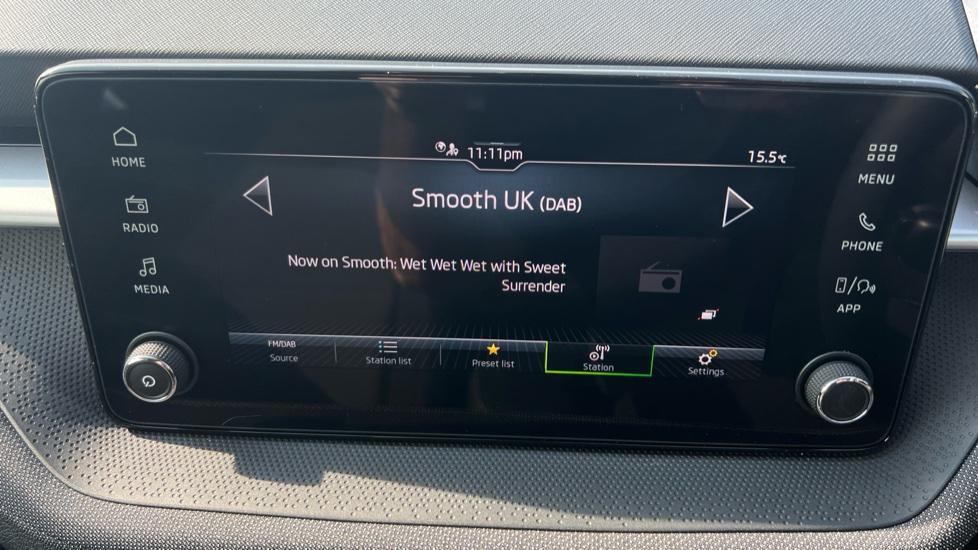 11:11pm
15.5℃
HOME
RADIO
MEDIA
Smooth UK (DAB)
Now on Smooth: Wet Wet Wet with Sweet
Surrender
FM/DAB
Source
Station list
Preset list
Station
Settings
MENU
PHONE
APP